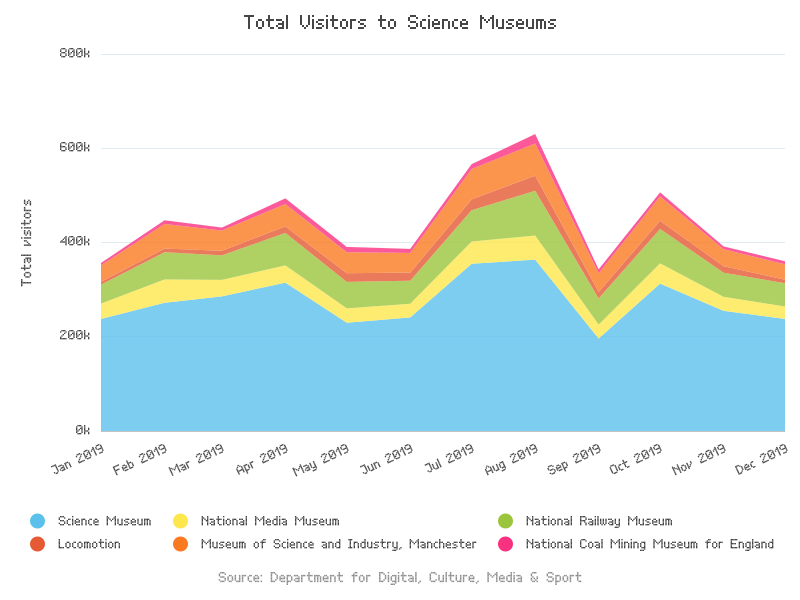 Total Visitors to Science Museums
800k
600k
400k
200k
0k
Total visitors
Jan 2019
Feb 2019
Mar 2019
Apr 2019
May 2019
Jun 2019
Jul 2019
Aug 2019
Sep 2019
Oct 2019
Nov 2019
Dec 2019
Science Museum
National Media Museum
National Railway Museum
Locomotion
Museum of Science and Industry, Manchester
National Coal Mining Museum for England
Source: Department for Digital, Culture, Media & Sport